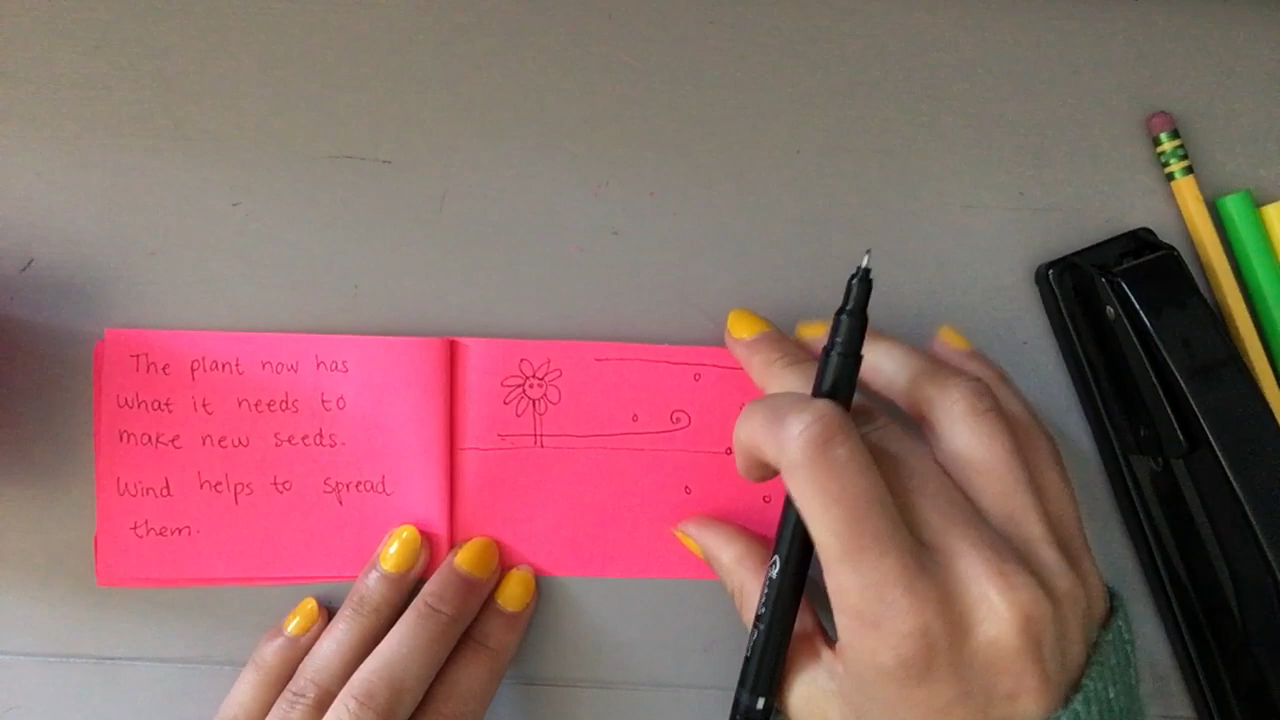 The plant now has
what it needs to
make new seeds.
Wind helps to spread
them.